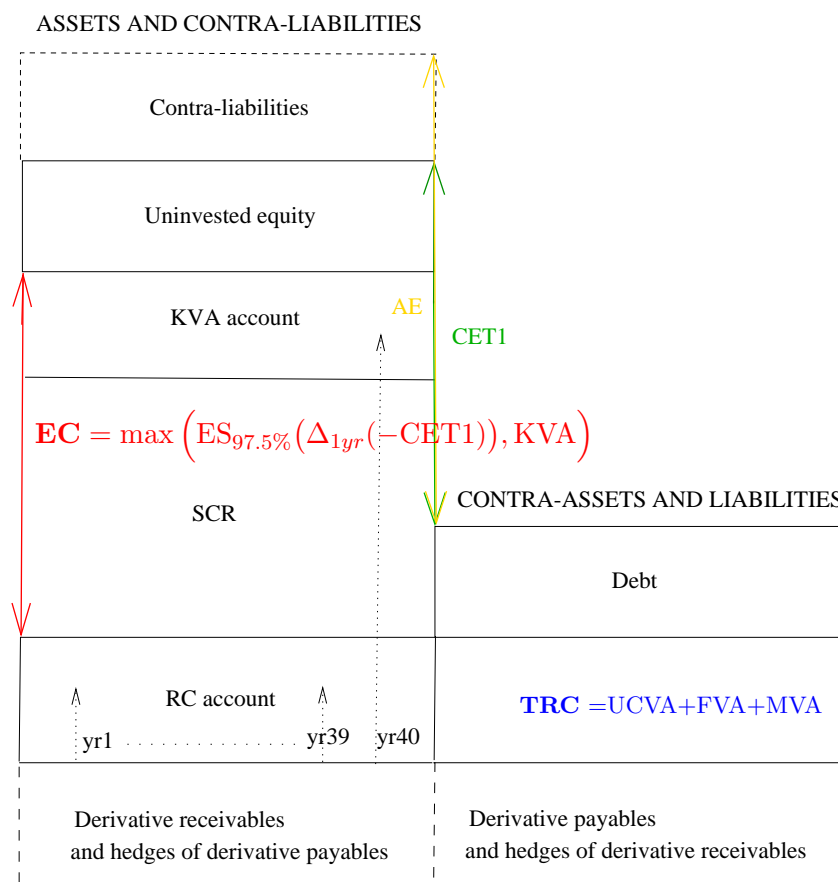 ASSETS AND CONTRA-LIABILITIES
Contra-liabilities
Uninvested equity
AE
KVA account
CET1
EC = max(ES97.5%(Δ1yr(−CET1)), KVA)
CONTRA-ASSETS AND LIABILITIES
SCR
Debt
RC account
TRC =UCVA+FVA+MVA
yr1 . . . . . . . . . . . . yr39 yr40
Derivative receivables
and hedges of derivative payables
Derivative payables
and hedges of derivative receivables